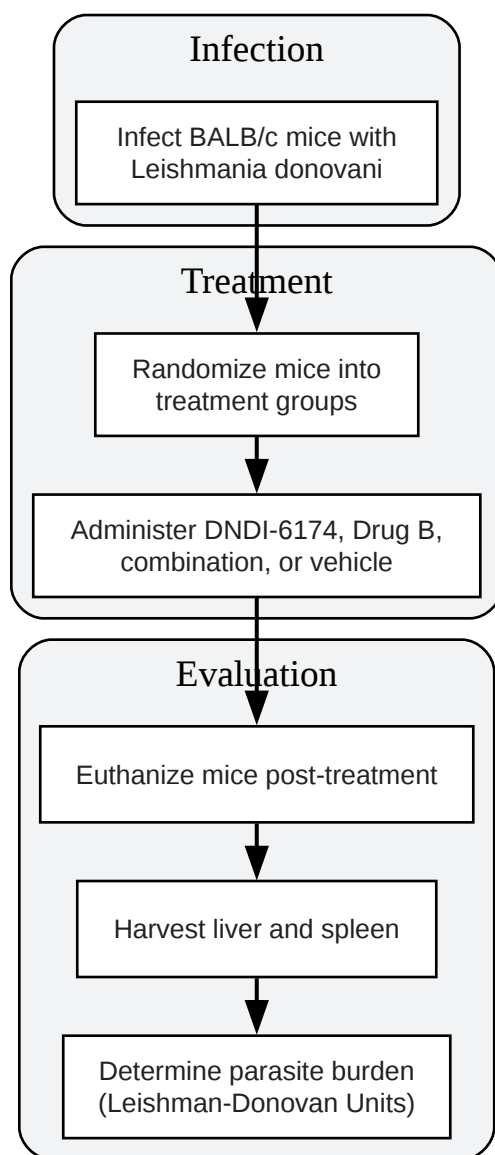 Infection
Infect BALB/c mice with
Leishmania donovani
Treatment
Randomize mice into
treatment groups
Administer DNDI-6174, Drug B,
combination, or vehicle
Evaluation
Euthanize mice post-treatment
Harvest liver and spleen
Determine parasite burden
(Leishman-Donovan Units)